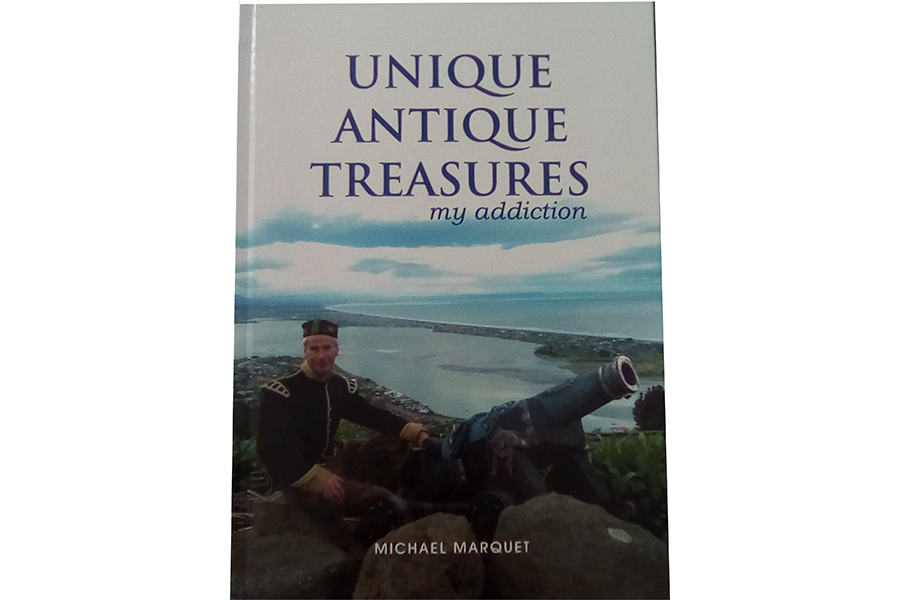 UNIQUE
ANTIQUE
TREASURES
my addiction
MICHAEL MARQUET